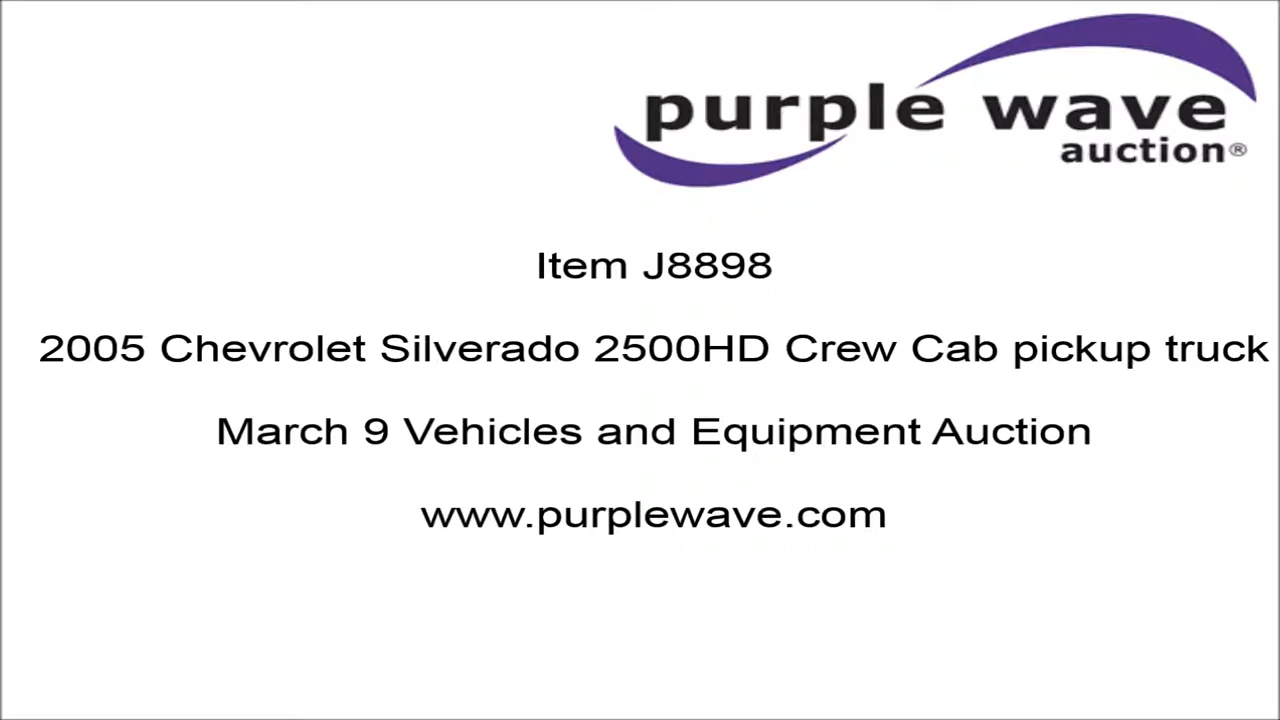 purple wave
auction®
Item J8898
2005 Chevrolet Silverado 2500HD Crew Cab pickup truck
March 9 Vehicles and Equipment Auction
www.purplewave.com